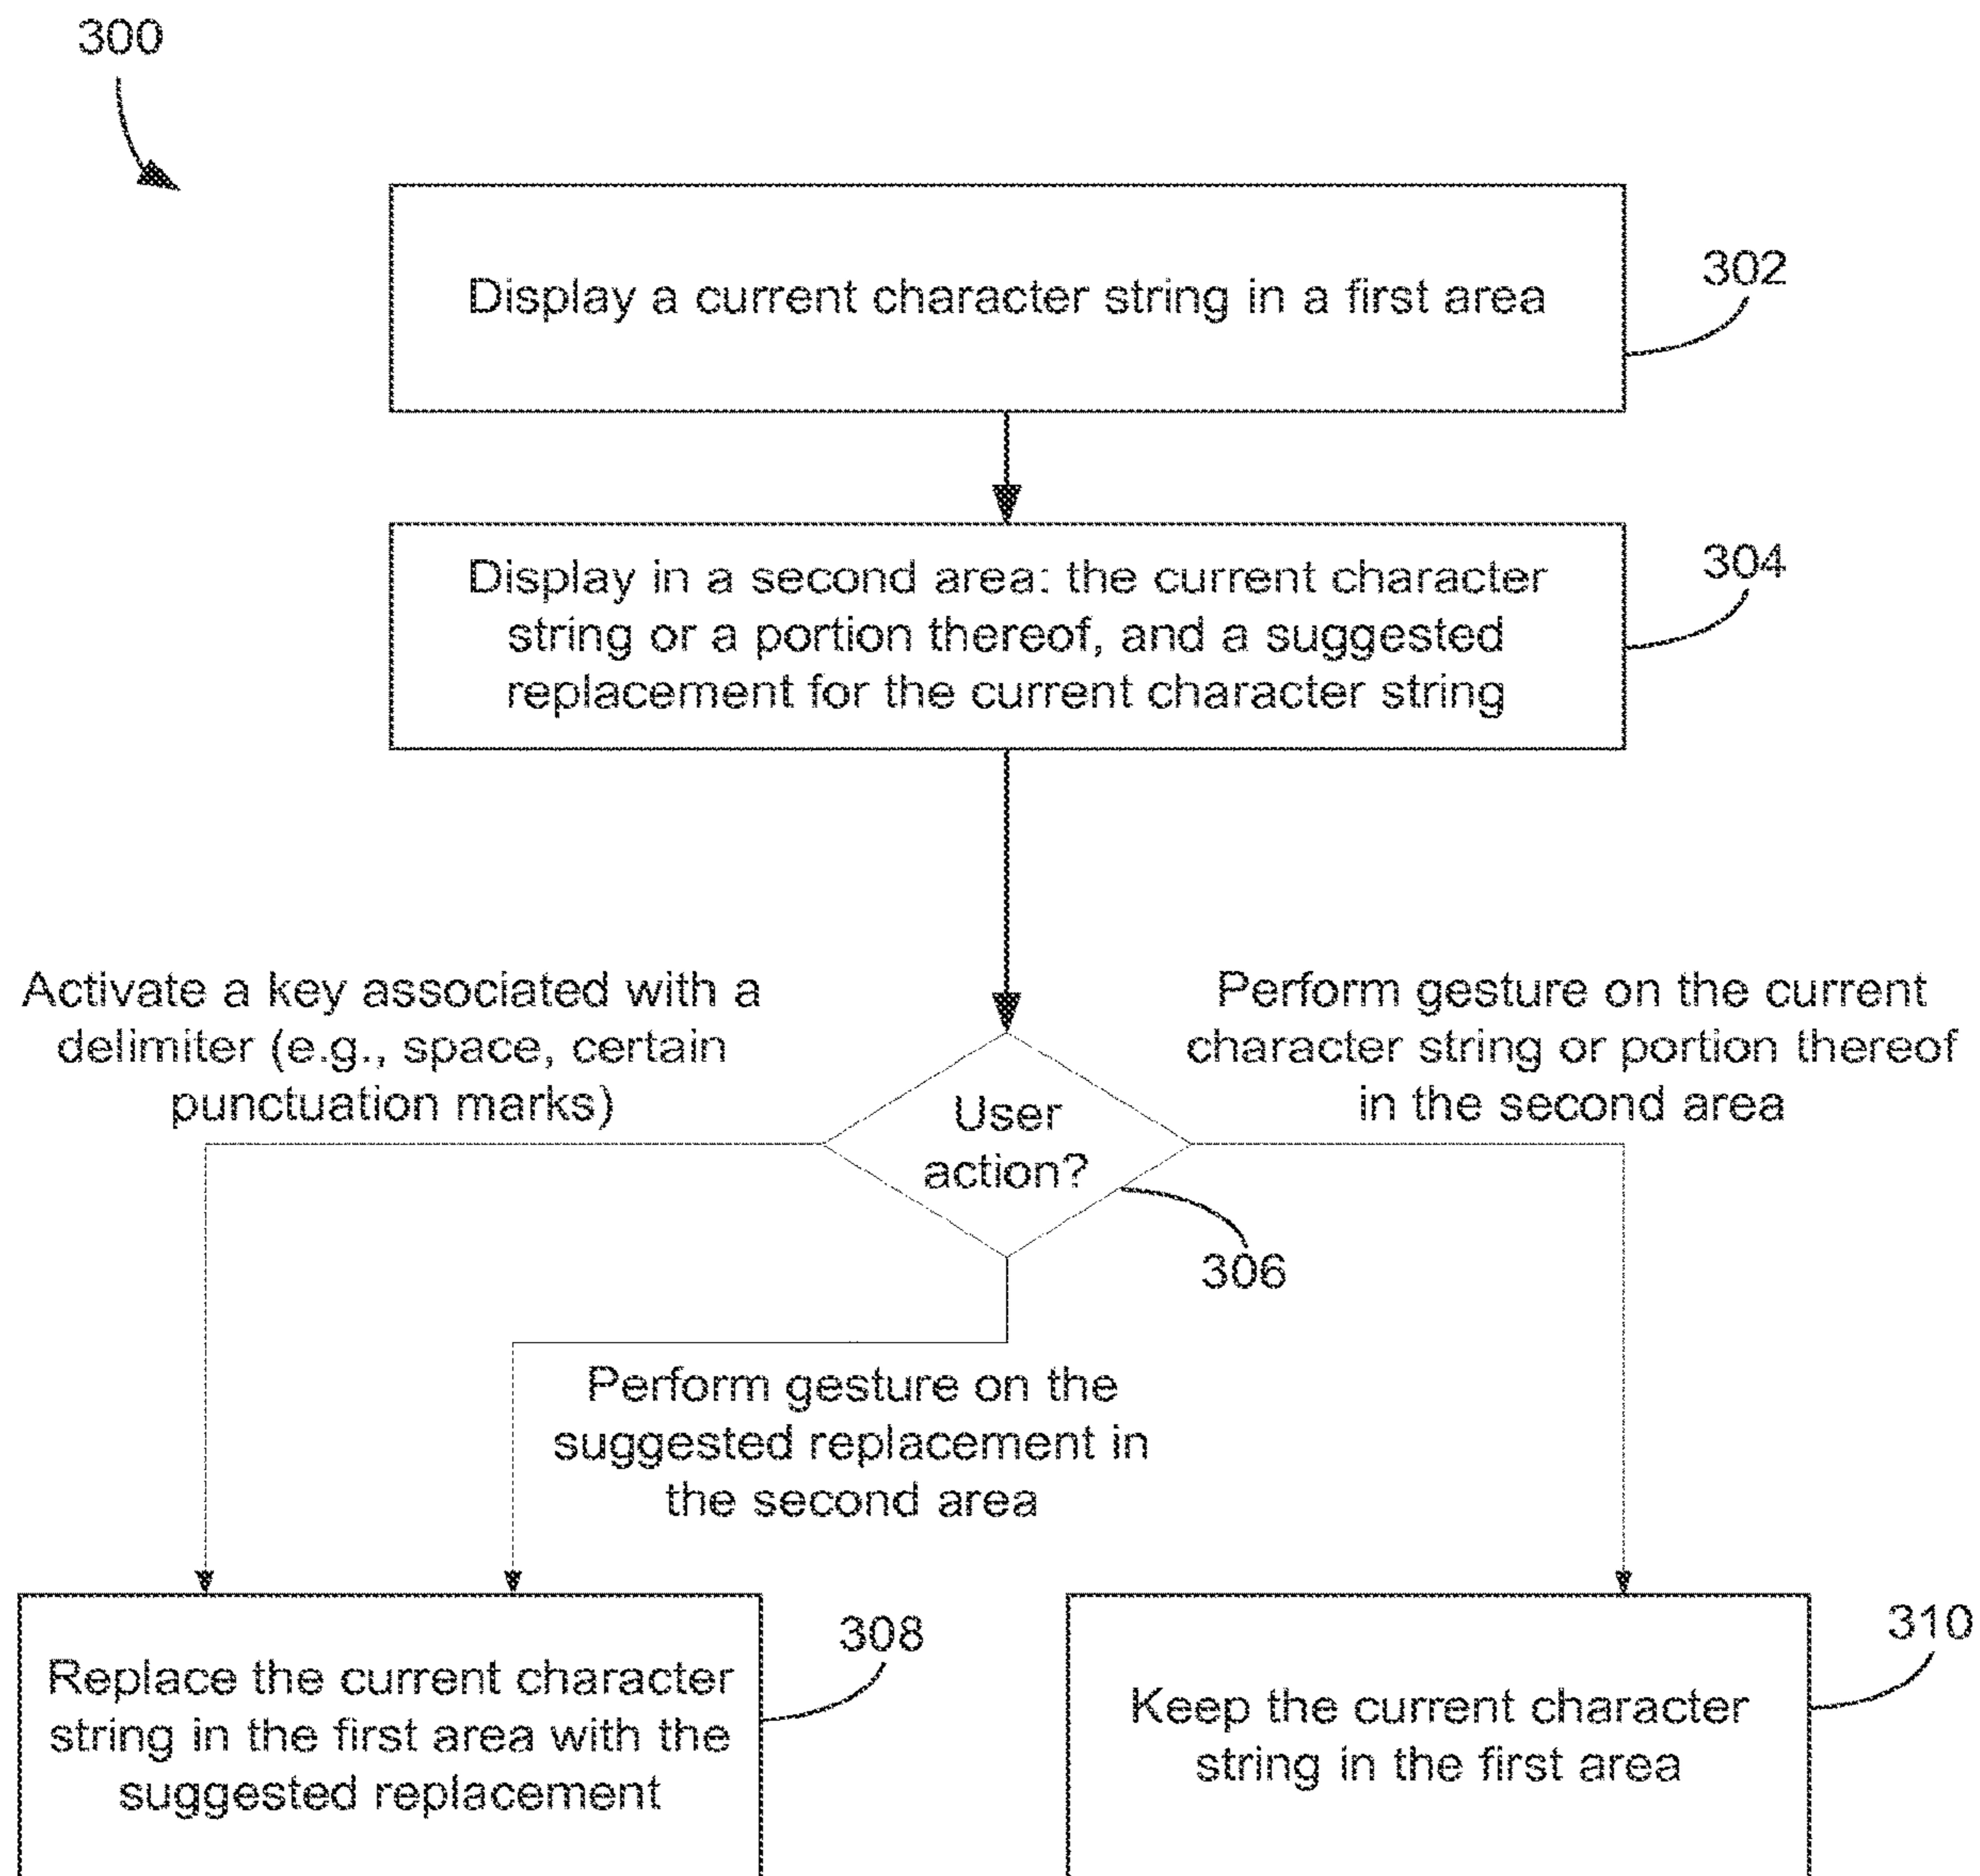 300
Display a current character string in a first area
302
Display in a second area: the current character
string or a portion thereof, and a suggested
replacement for the current character string
304
Activate a key associated with a
delimiter (e.g., space, certain
punctuation marks)
Perform gesture on the current
character string or portion thereof
in the second area
User
action?
306
Perform gesture on the
suggested replacement in
the second area
Replace the current character
string in the first area with the
suggested replacement
308
Keep the current character
string in the first area
310